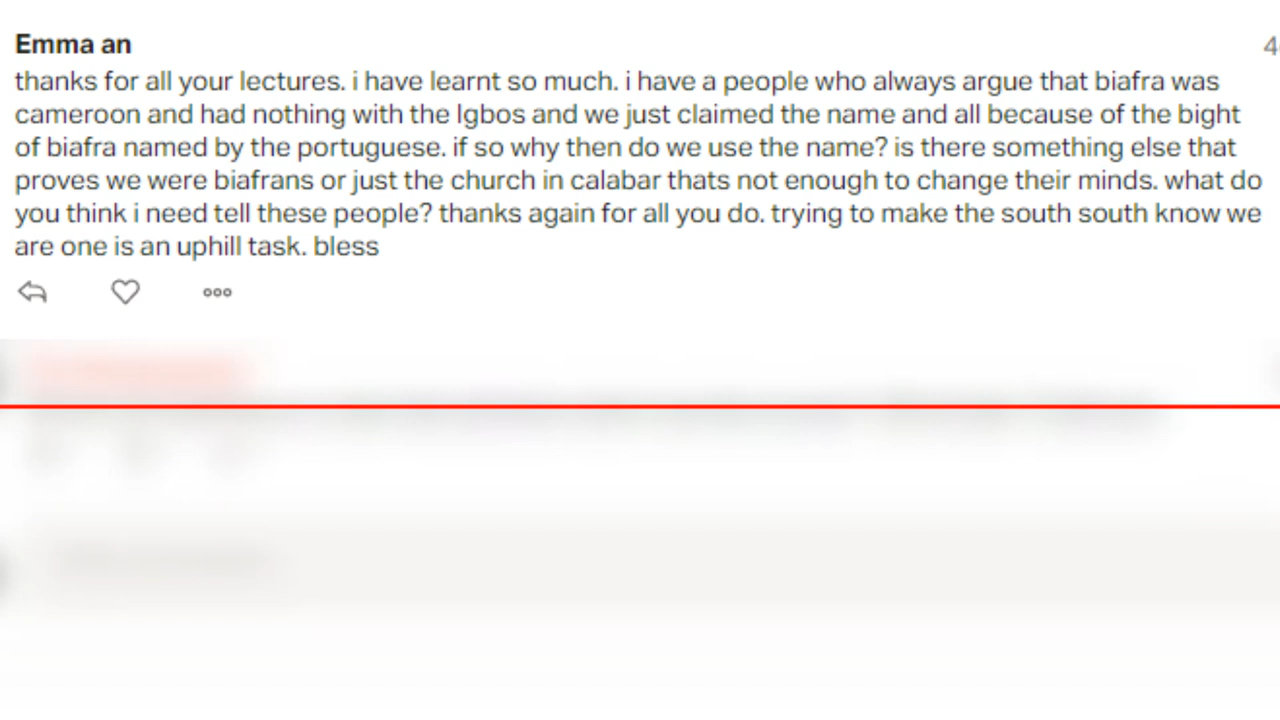 Emma an
thanks for all your lectures. i have learnt so much. i have a people who always argue that biafra was
cameroon and had nothing with the Igbos and we just claimed the name and all because of the bight
of biafra named by the portuguese. if so why then do we use the name? is there something else that
proves we were biafrans or just the church in calabar thats not enough to change their minds. what do
you think i need tell these people? thanks again for all you do. trying to make the south south know we
are one is an uphill task. bless